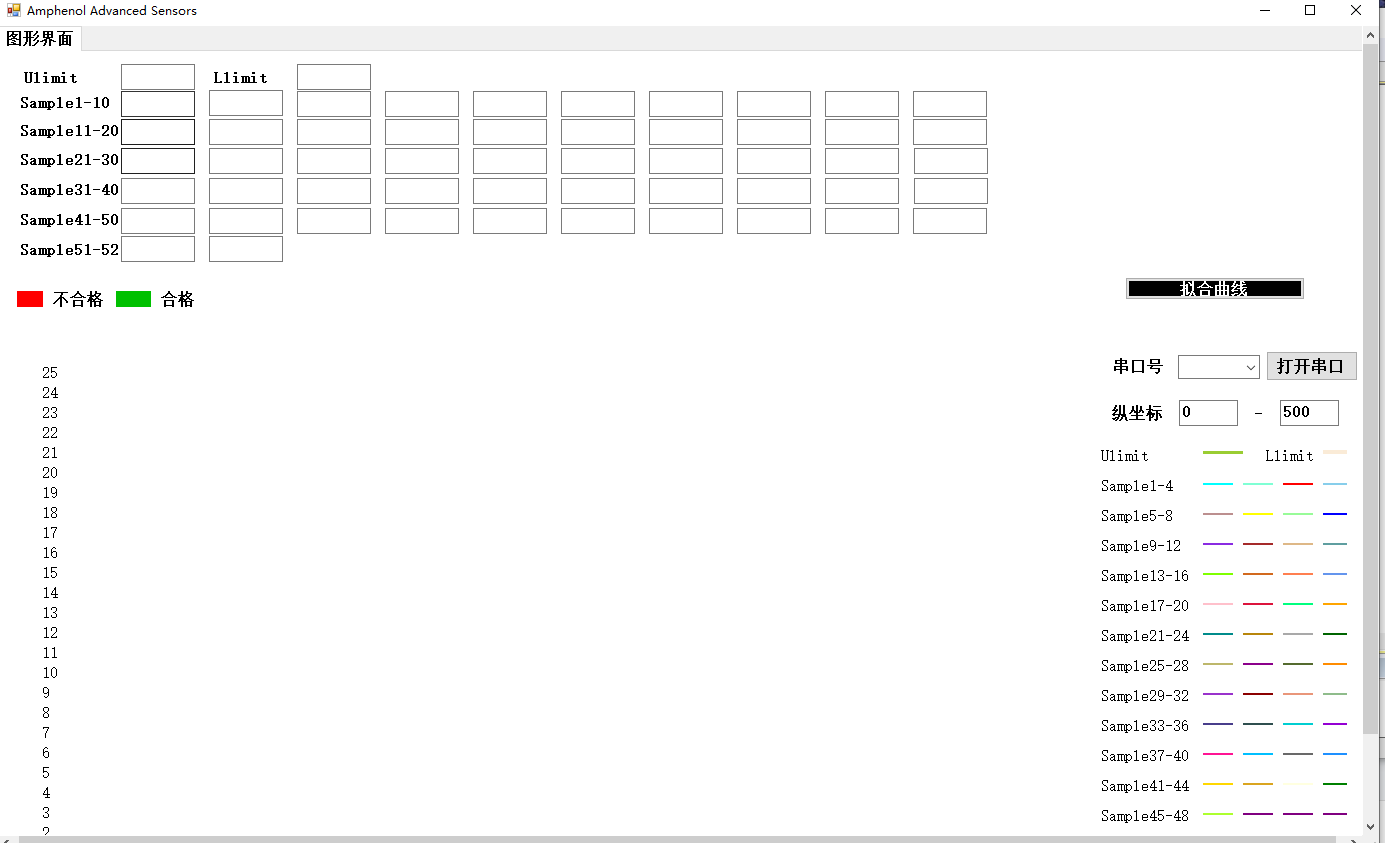 Amphenol Advanced Sensors
图形界面
Ulimit Llimit
Sample1-10
Sample11-20
Sample21-30
Sample31-40
Sample41-50
Sample51-52
不合格 合格
拟合曲线
串口号 打开串口
纵坐标 0 - 500
25
24
23
22
21
20
19
18
17
16
15
14
13
12
11
10
9
8
7
6
5
4
3
2
Ulimit Llimit
Sample1-4
Sample5-8
Sample9-12
Sample13-16
Sample17-20
Sample21-24
Sample25-28
Sample29-32
Sample33-36
Sample37-40
Sample41-44
Sample45-48